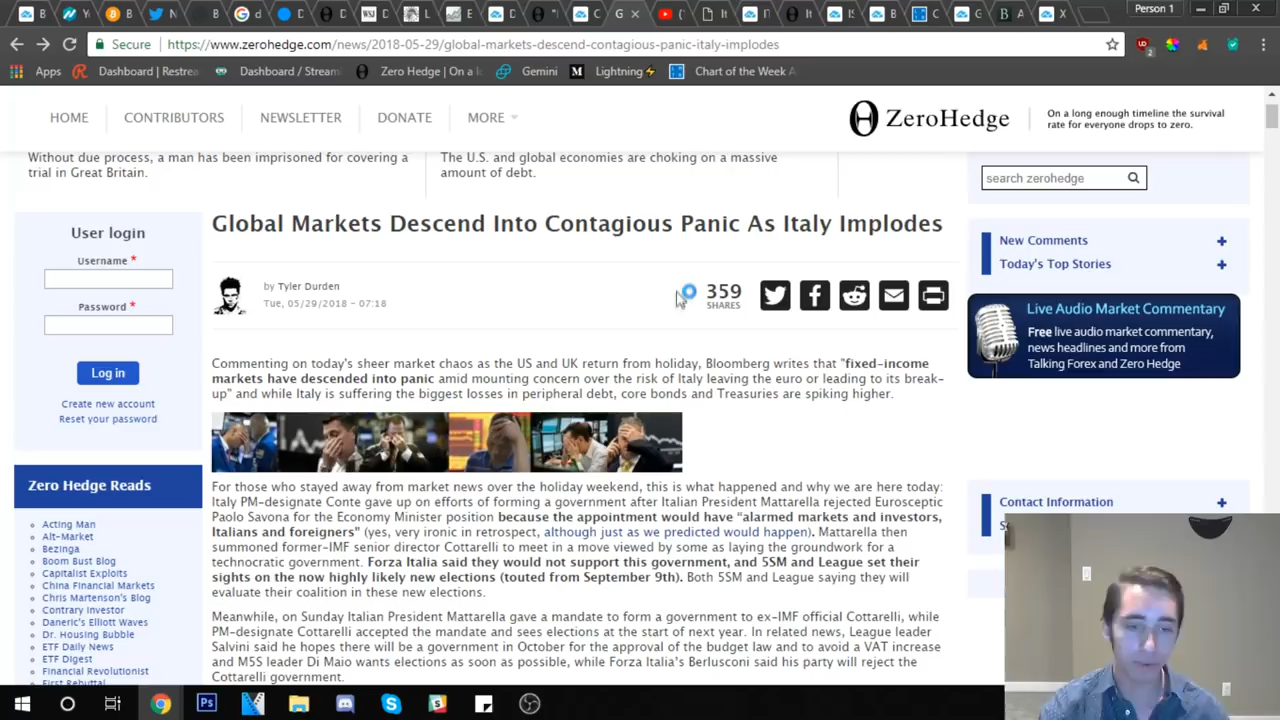 Person 1
Secure
https://www.zerohedge.com/news/2018-05-29/global-markets-descend-contagious-panic-italy-implodes
Apps
Dashboard | Restrea
Dashboard / Stream
Zero Hedge | On a l
Gemini
Lightning⚡
Chart of the Week A
HOME
CONTRIBUTORS
NEWSLETTER
DONATE
MORE
ZeroHedge
On a long enough timeline the survival
rate for everyone drops to zero.
Without due process, a man has been imprisoned for covering a
trial in Great Britain.
The U.S. and global economies are choking on a massive
amount of debt.
search zerohedge
User login
Username *
Password *
Log in
Create new account
Reset your password
Global Markets Descend Into Contagious Panic As Italy Implodes
by Tyler Durden
Tue, 05/29/2018 - 07:18
359
SHARES
New Comments +
Today's Top Stories +
Live Audio Market Commentary
Free live audio market commentary,
news headlines and more from
Talking Forex and Zero Hedge
Commenting on today's sheer market chaos as the US and UK return from holiday, Bloomberg writes that "fixed-income
markets have descended into panic amid mounting concern over the risk of Italy leaving the euro or leading to its break-
up" and while Italy is suffering the biggest losses in peripheral debt, core bonds and Treasuries are spiking higher.
For those who stayed away from market news over the holiday weekend, this is what happened and why we are here today:
Italy PM-designate Conte gave up on efforts of forming a government after Italian President Mattarella rejected Eurosceptic
Paolo Savona for the Economy Minister position because the appointment would have "alarmed markets and investors,
Italians and foreigners" (yes, very ironic in retrospect, although just as we predicted would happen). Mattarella then
summoned former-IMF senior director Cottarelli to meet in a move viewed by some as laying the groundwork for a
technocratic government. Forza Italia said they would not support this government, and 5SM and League set their
sights on the now highly likely new elections (touted from September 9th). Both 5SM and League saying they will
evaluate their coalition in these new elections.
Meanwhile, on Sunday Italian President Mattarella gave a mandate to form a government to ex-IMF official Cottarelli, while
PM-designate Cottarelli accepted the mandate and sees elections at the start of next year. In related news, League leader
Salvini said he hopes there will be a government in October for the approval of the budget law and to avoid a VAT increase
and M5S leader Di Maio wants elections as soon as possible, while Forza Italia's Berlusconi said his party will reject the
Cottarelli government.
Zero Hedge Reads
Acting Man
Alt-Market
Bezinga
Boom Bust Blog
Capitalist Exploits
China Financial Markets
Chris Martenson's Blog
Contrary Investor
Daneric's Elliott Waves
Dr. Housing Bubble
ETF Daily News
ETF Digest
Financial Revolutionist
First Rebuttal
Contact Information +